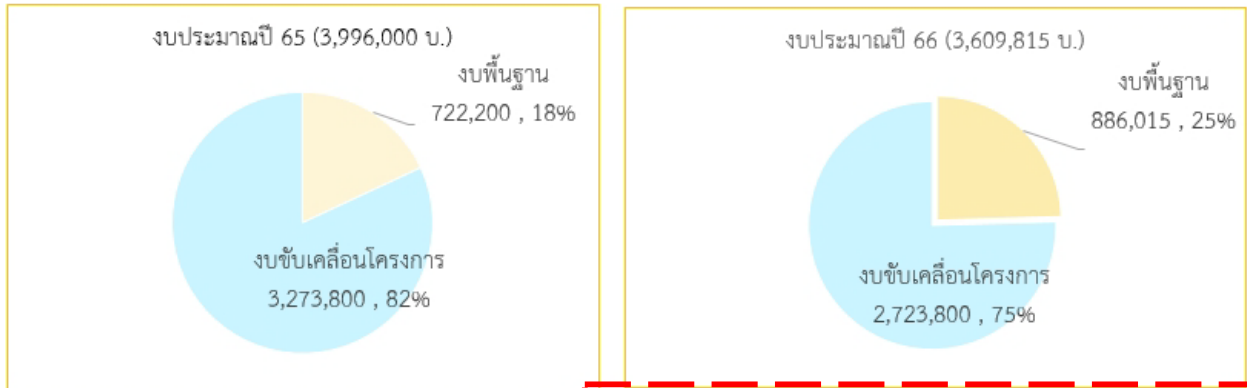 งบประมาณปี 65 (3,996,000 บ.)
งบพื้นฐาน
722,200 , 18%
งบขับเคลื่อนโครงการ
3,273,800 , 82%
งบประมาณปี 66 (3,609,815 บ.)
งบพื้นฐาน
886,015 , 25%
งบขับเคลื่อนโครงการ
2,723,800 , 75%